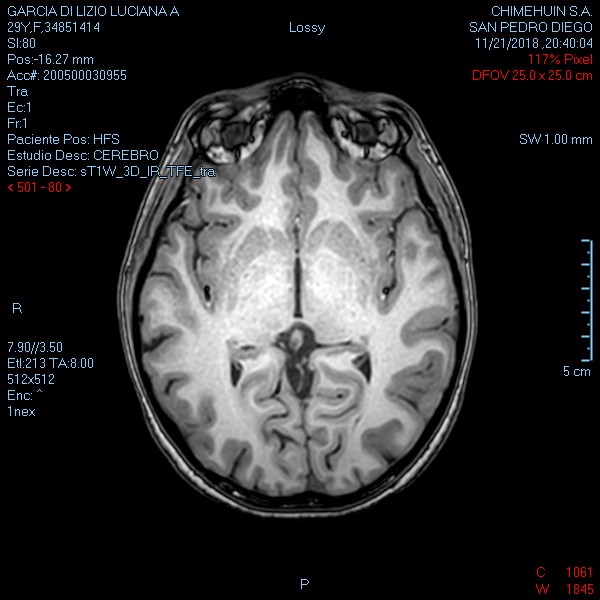 GARCIA DI LIZIO LUCIANA A
29Y,F,34851414
Sl:80
Pos:-16.27 mm
Acc#: 200500030955
Tra
Ec:1
Fr:1
Paciente Pos: HFS
Estudio Desc: CEREBRO
Serie Desc: sT1W_3D_IR_TFE_tra
< 501 - 80 >
Lossy
CHIMEHUIN S.A.
SAN PEDRO DIEGO
11/21/2018 ,20:40:04
117% Pixel
DFOV 25.0 x 25.0 cm
SW 1.00 mm
R
5 cm
7.90//3.50
Etl:213 TA:8.00
512x512
Enc: ^
1nex
P
C 1061
W 1845